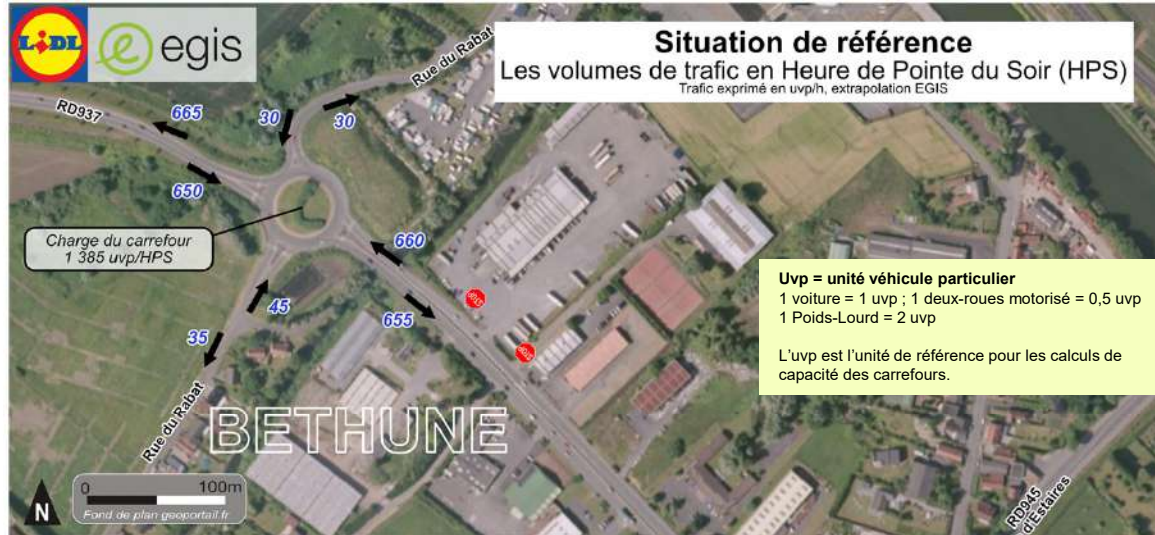 LIDL
egis
Situation de référence
Les volumes de trafic en Heure de Pointe du Soir (HPS)
Trafic exprimé en uvp/h, extrapolation EGIS
Rue du Rabat
RD937
665
30
30
650
Charge du carrefour
1 385 uvp/HPS
660
STOP
655
STOP
45
35
Rue du Rabat
BETHUNE
Uvp = unité véhicule particulier
1 voiture = 1 uvp ; 1 deux-roues motorisé = 0,5 uvp
1 Poids-Lourd = 2 uvp
L'uvp est l'unité de référence pour les calculs de
capacité des carrefours.
0 100m
N
Fond de plan geoportail.fr
RD945
d'Estaires